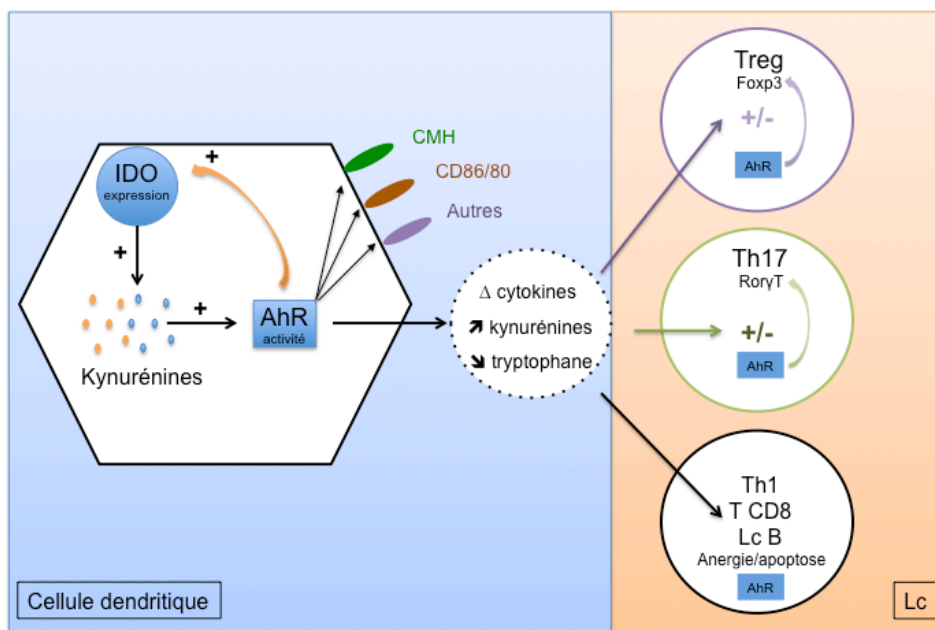 IDO
expression
+
+
Kynurénines
+
AhR
activité
CMH
CD86/80
Autres
Δ cytokines
↗ kynurénines
↘ tryptophane
Cellule dendritique
Treg
Foxp3
+/-
AhR
Th17
RorγT
+/-
AhR
Th1
T CD8
Lc B
Anergie/apoptose
AhR
Lc